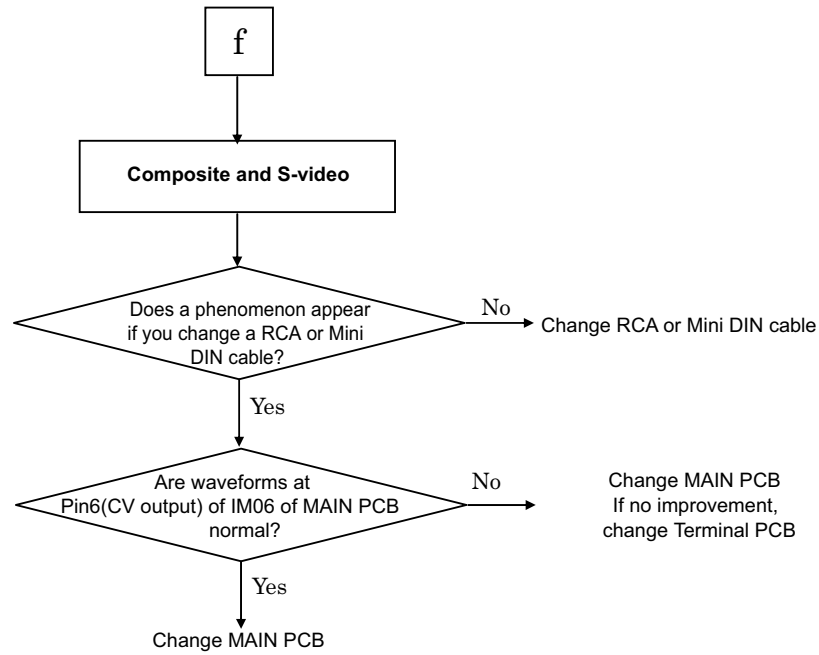 f
Composite and S-video
Does a phenomenon appear
if you change a RCA or Mini
DIN cable?
No
Change RCA or Mini DIN cable
Yes
Are waveforms at
Pin6(CV output) of IM06 of MAIN PCB
normal?
No
Change MAIN PCB
If no improvement,
change Terminal PCB
Yes
Change MAIN PCB